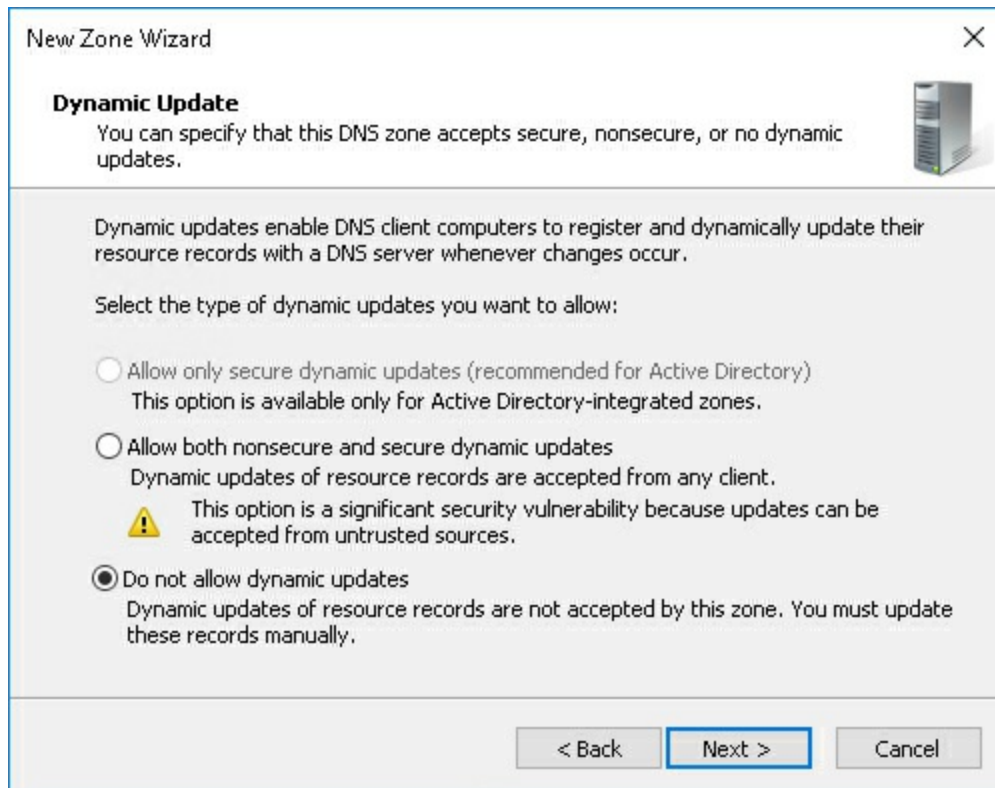 New Zone Wizard
Dynamic Update
You can specify that this DNS zone accepts secure, nonsecure, or no dynamic
updates.
Dynamic updates enable DNS client computers to register and dynamically update their
resource records with a DNS server whenever changes occur.
Select the type of dynamic updates you want to allow:
Allow only secure dynamic updates (recommended for Active Directory)
This option is available only for Active Directory-integrated zones.
Allow both nonsecure and secure dynamic updates
Dynamic updates of resource records are accepted from any client.
This option is a significant security vulnerability because updates can be
accepted from untrusted sources.
Do not allow dynamic updates
Dynamic updates of resource records are not accepted by this zone. You must update
these records manually.
< Back Next > Cancel